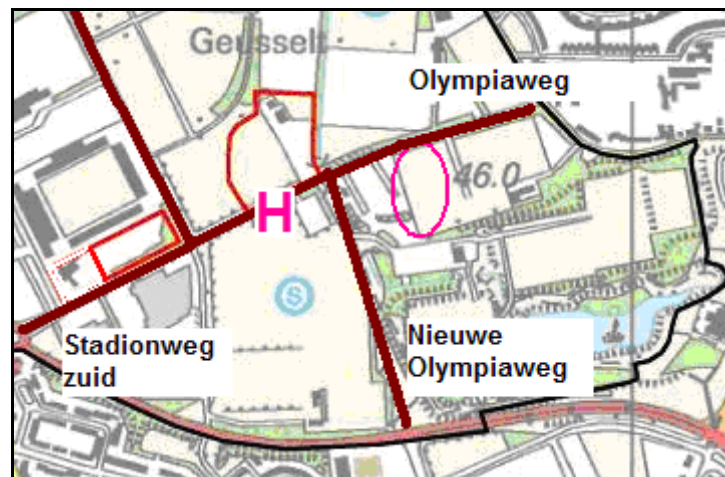 Geusselt
Olympiaweg
46.0
H
S
Stadionweg
zuid
Nieuwe
Olympiaweg